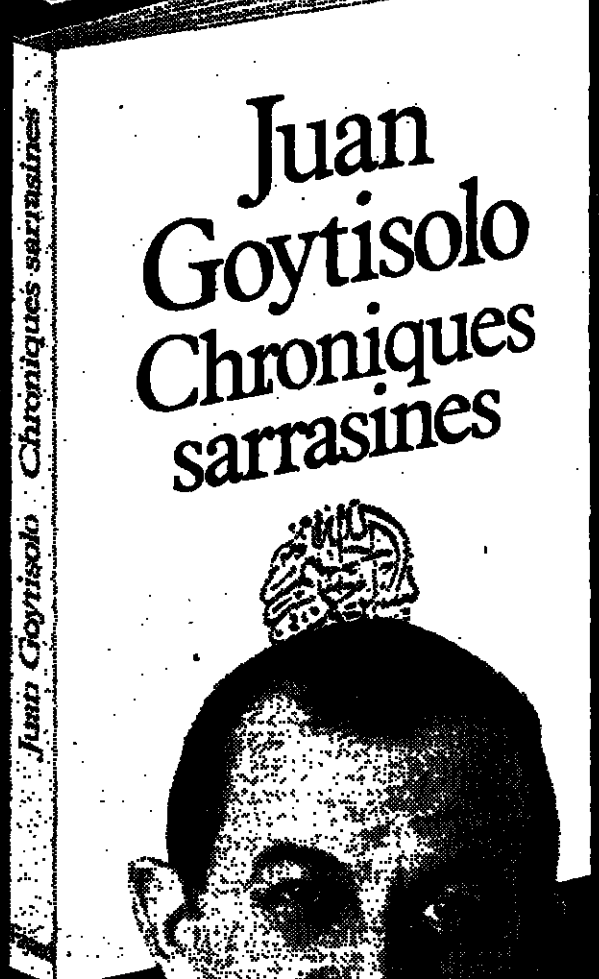 Juan
Goytisolo
Chroniques
sarrasines
Juan Goytisolo Chroniques sarrasines